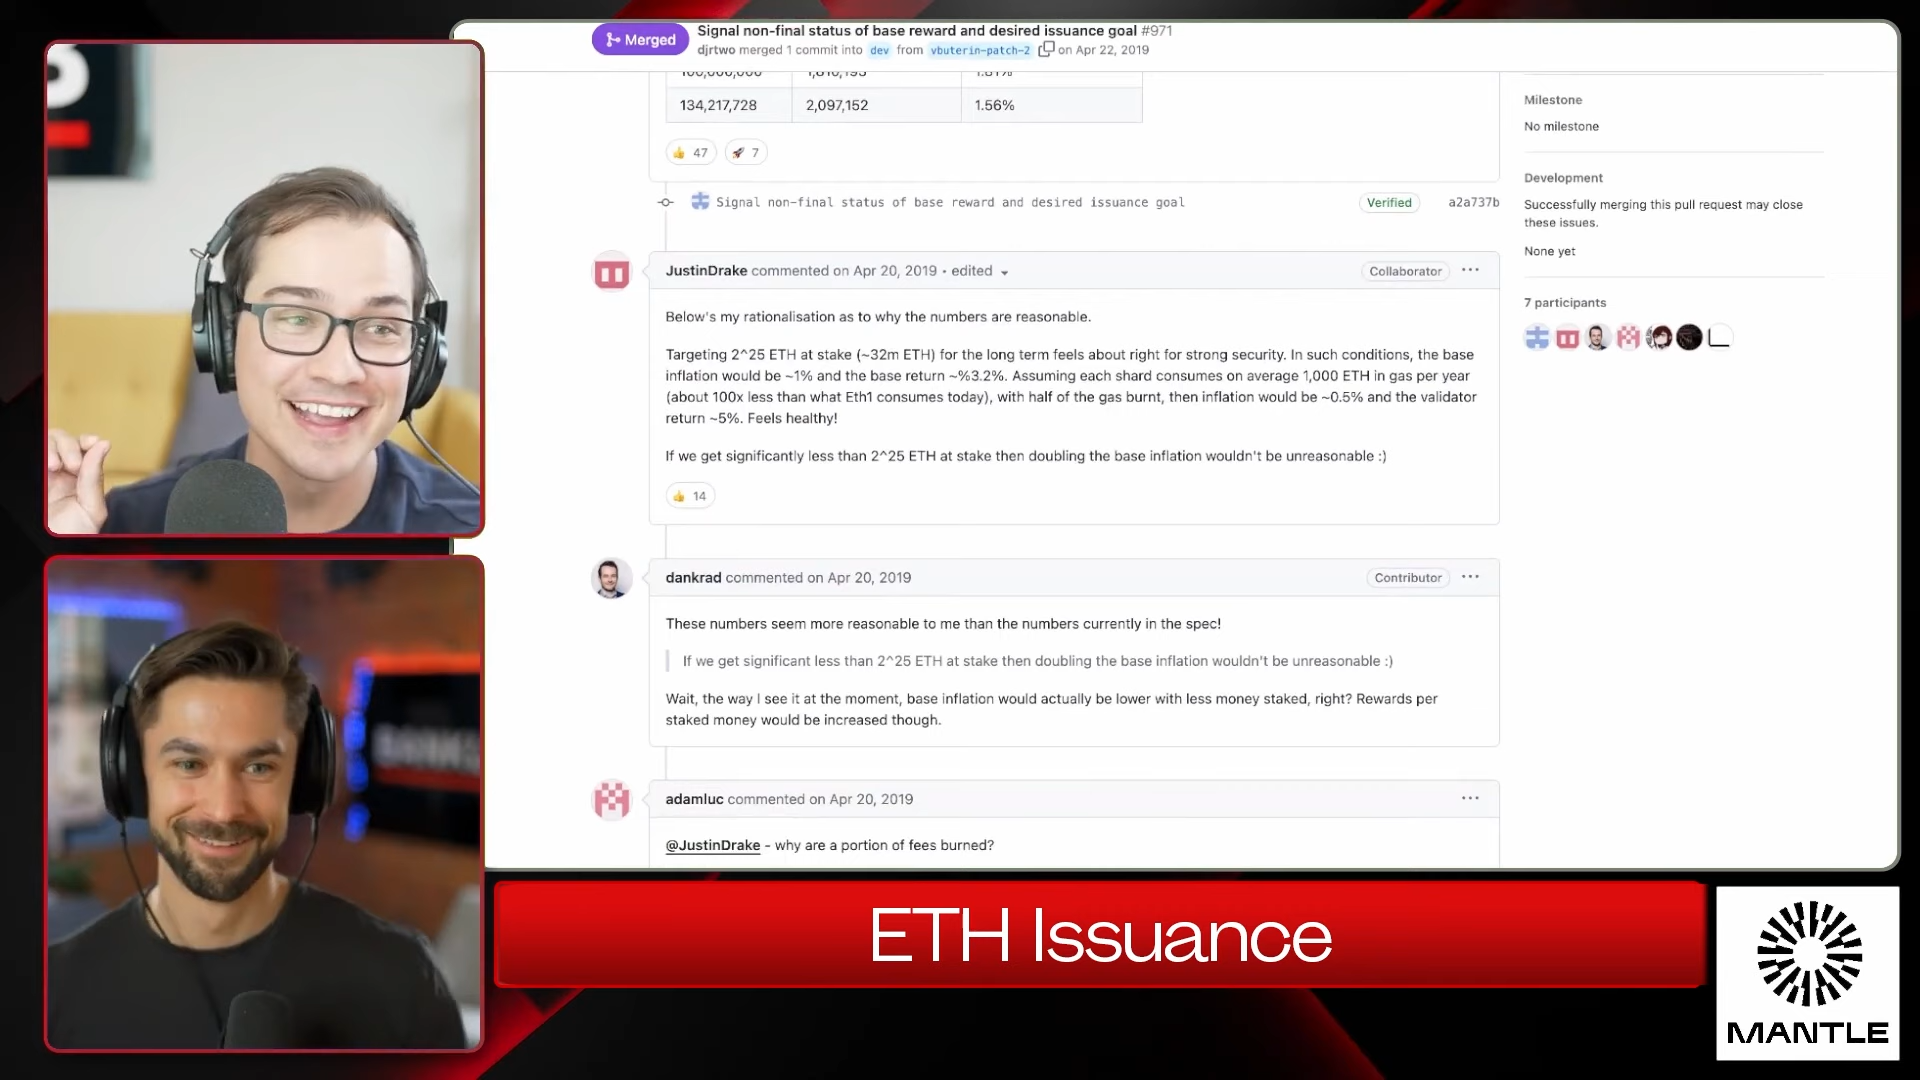 Merged
Signal non-final status of base reward and desired issuance goal #971
djrtwo merged 1 commit into dev from vbuterin-patch-2 on Apr 22, 2019
134,217,728 2,097,152 1.56%
👍 47 🚀 7
Signal non-final status of base reward and desired issuance goal Verified a2a737b
JustinDrake commented on Apr 20, 2019 • edited Collaborator ...
Below's my rationalisation as to why the numbers are reasonable.
Targeting 2^25 ETH at stake (~32m ETH) for the long term feels about right for strong security. In such conditions, the base
inflation would be ~1% and the base return ~%3.2%. Assuming each shard consumes on average 1,000 ETH in gas per year
(about 100x less than what Eth1 consumes today), with half of the gas burnt, then inflation would be ~0.5% and the validator
return ~5%. Feels healthy!
If we get significantly less than 2^25 ETH at stake then doubling the base inflation wouldn't be unreasonable :)
👍 14
dankrad commented on Apr 20, 2019 Contributor ...
These numbers seem more reasonable to me than the numbers currently in the spec!
If we get significant less than 2^25 ETH at stake then doubling the base inflation wouldn't be unreasonable :)
Wait, the way I see it at the moment, base inflation would actually be lower with less money staked, right? Rewards per
staked money would be increased though.
adamluc commented on Apr 20, 2019 ...
@JustinDrake - why are a portion of fees burned?
Milestone
No milestone
Development
Successfully merging this pull request may close
these issues.
None yet
7 participants
ETH Issuance
MANTLE